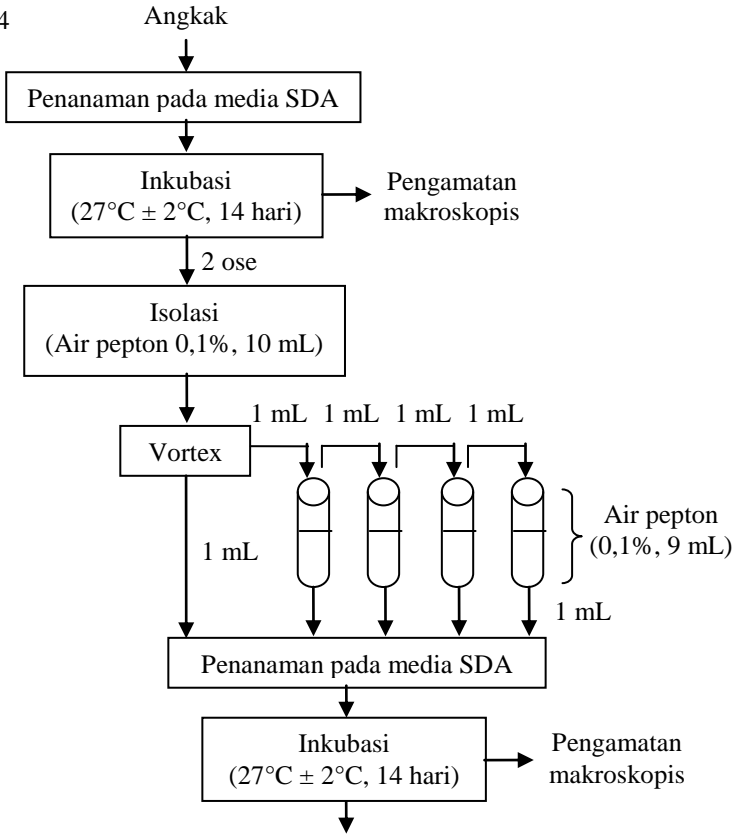 4
Angkak
Penanaman pada media SDA
Inkubasi
(27°C ± 2°C, 14 hari)
Pengamatan
makroskopis
2 ose
Isolasi
(Air pepton 0,1%, 10 mL)
1 mL 1 mL 1 mL 1 mL
Vortex
Air pepton
(0,1%, 9 mL)
1 mL
1 mL
Penanaman pada media SDA
Inkubasi
(27°C ± 2°C, 14 hari)
Pengamatan
makroskopis